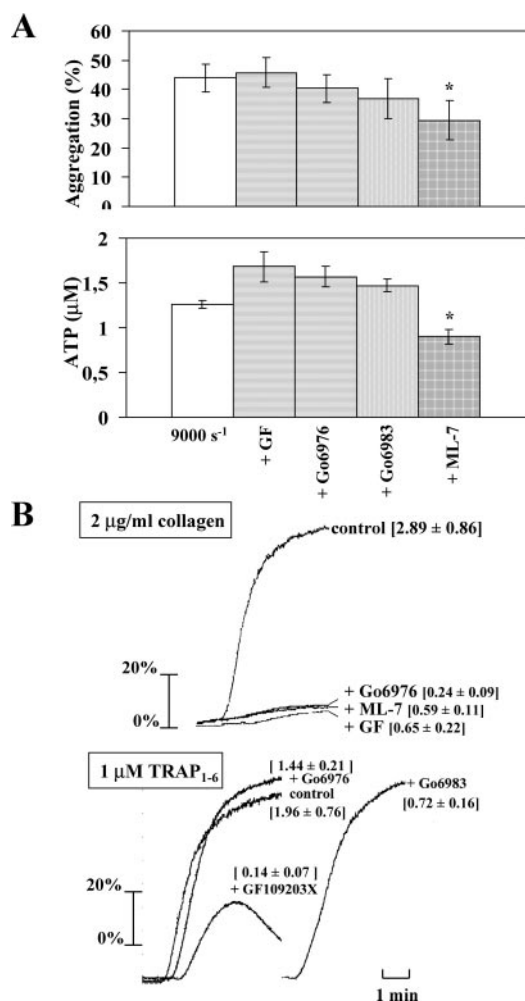 A
Aggregation (%)
60
50
40
30
20
10
0
*
ATP (μM)
2
1,5
1
0,5
0
*
9000 s⁻¹
+ GF
+ Go6976
+ Go6983
+ ML-7
B
2 μg/ml collagen
control [2.89 ± 0.86]
20%
0%
+ Go6976 [0.24 ± 0.09]
+ ML-7 [0.59 ± 0.11]
+ GF [0.65 ± 0.22]
1 μM TRAP₁₋₆
[ 1.44 ± 0.21 ]
+ Go6976
control
[1.96 ± 0.76]
+ Go6983
[0.72 ± 0.16]
[ 0.14 ± 0.07 ]
+ GF109203X
20%
0%
1 min